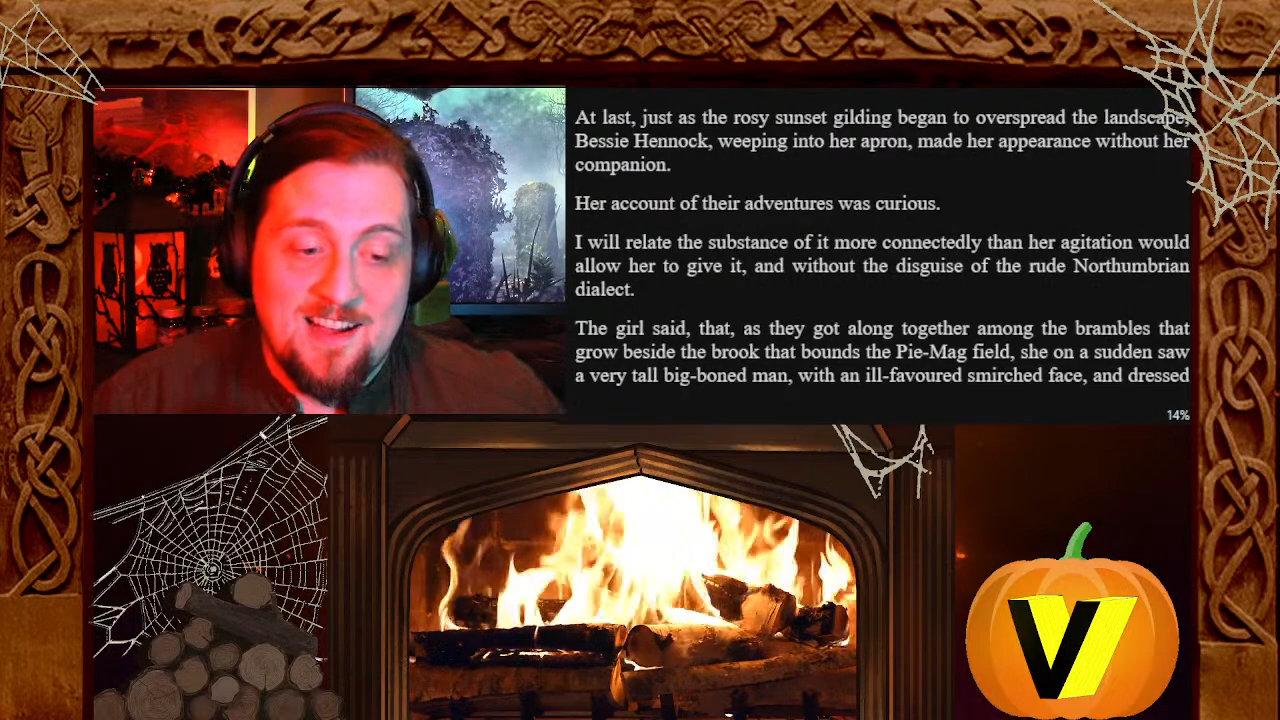 At last, just as the rosy sunset gilding began to overspread the landscape,
Bessie Hennock, weeping into her apron, made her appearance without her
companion.
Her account of their adventures was curious.
I will relate the substance of it more connectedly than her agitation would
allow her to give it, and without the disguise of the rude Northumbrian
dialect.
The girl said, that, as they got along together among the brambles that
grow beside the brook that bounds the Pie-Mag field, she on a sudden saw
a very tall big-boned man, with an ill-favoured smirched face, and dressed
14%
V